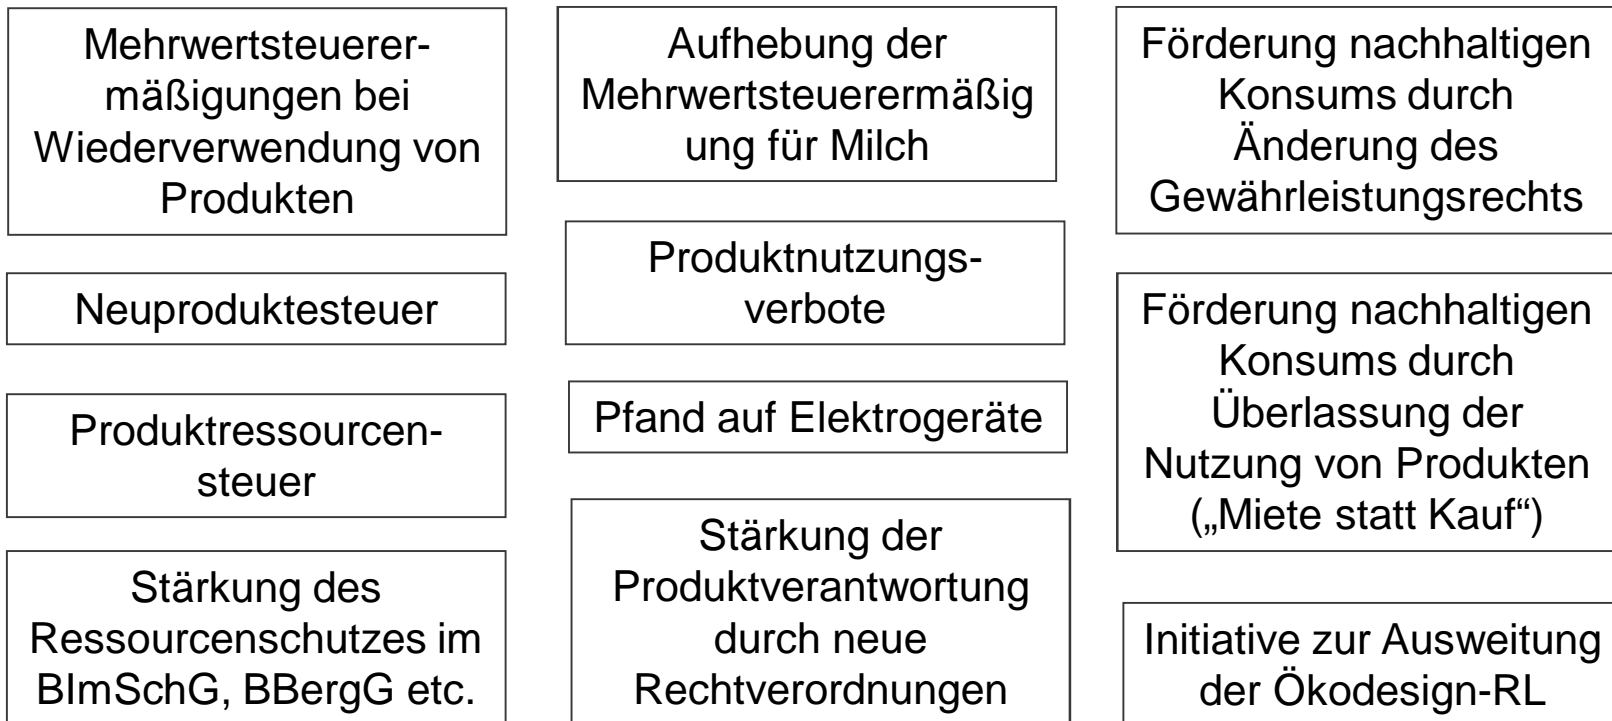 Mehrwertsteuerer-
mäßigungen bei
Wiederverwendung von
Produkten
Neuproduktesteuer
Produktressourcen-
steuer
Stärkung des
Ressourcenschutzes im
BImSchG, BBergG etc.
Aufhebung der
Mehrwertsteuerermäßig
ung für Milch
Produktnutzungs-
verbote
Pfand auf Elektrogeräte
Stärkung der
Produktverantwortung
durch neue
Rechtverordnungen
Förderung nachhaltigen
Konsums durch
Änderung des
Gewährleistungsrechts
Förderung nachhaltigen
Konsums durch
Überlassung der
Nutzung von Produkten
(„Miete statt Kauf“)
Initiative zur Ausweitung
der Ökodesign-RL